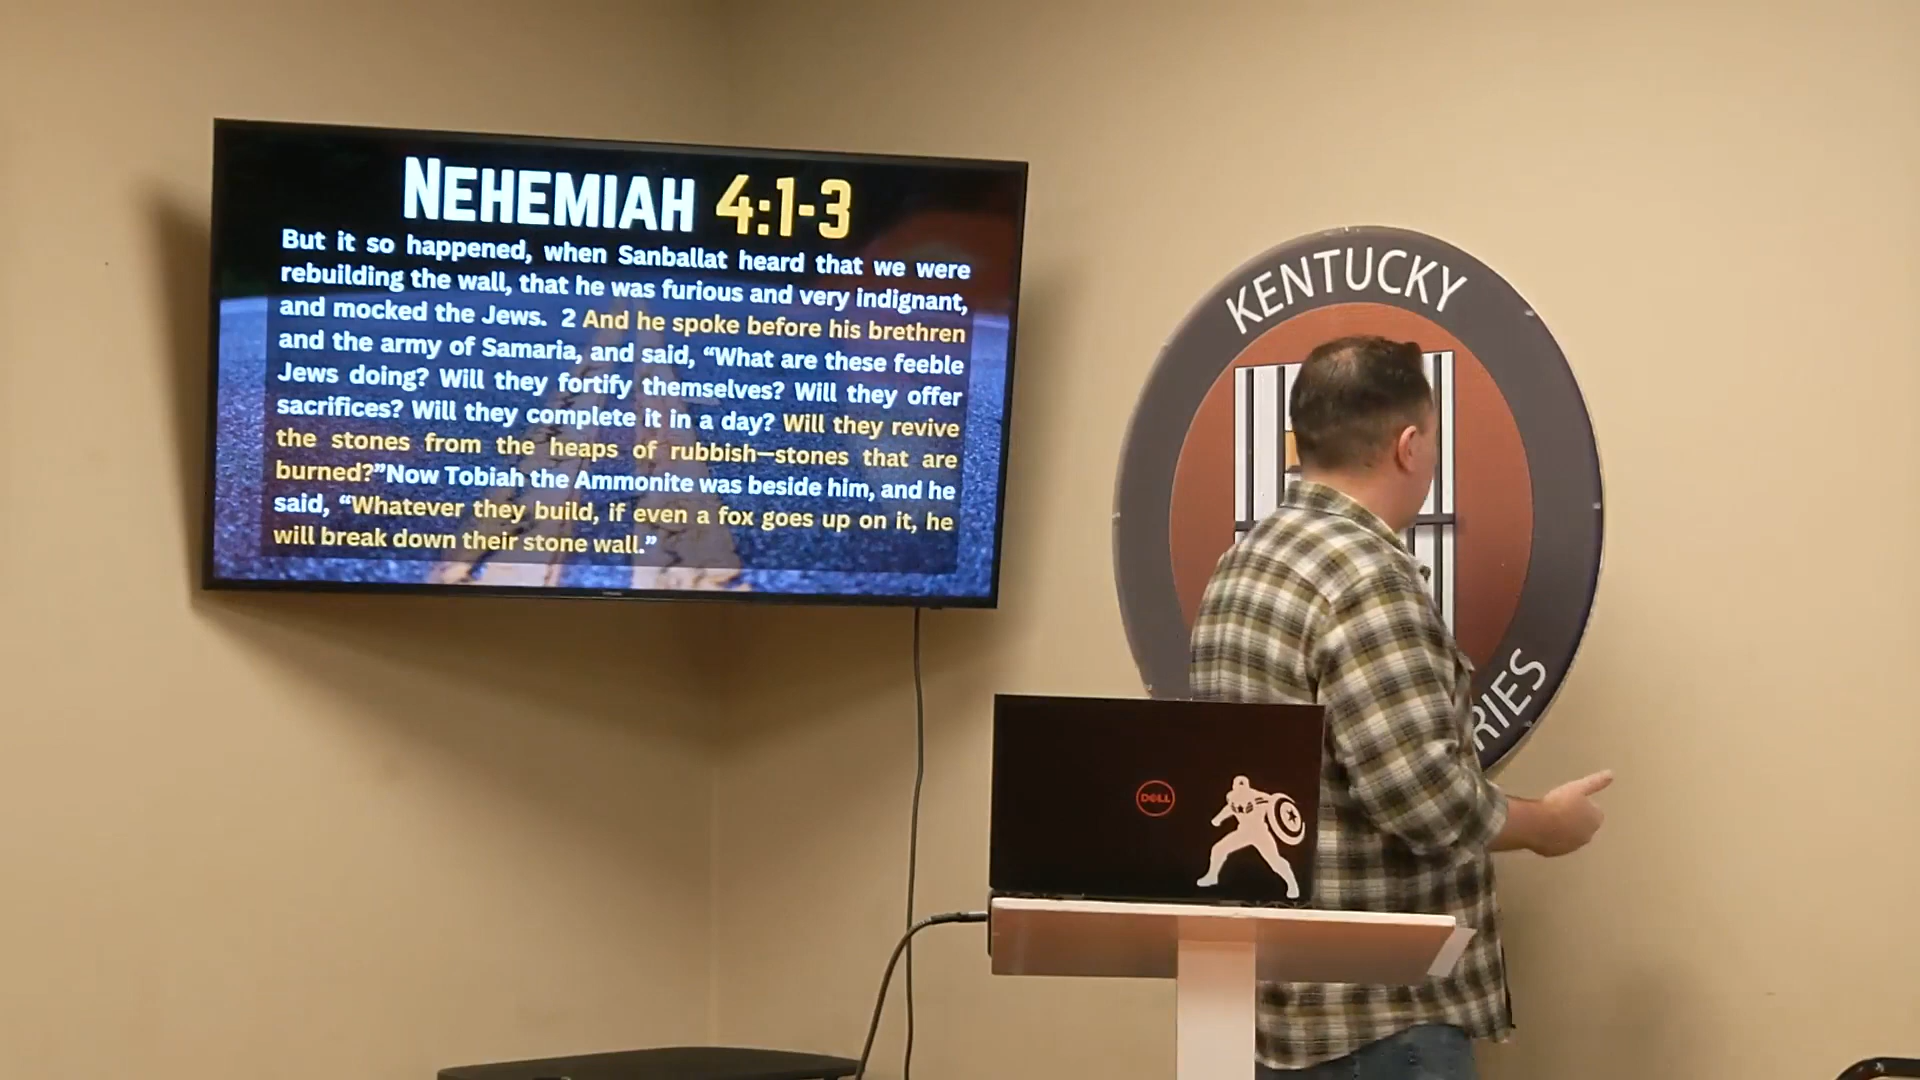 NEHEMIAH 4:1-3
But it so happened, when Sanballat heard that we were
rebuilding the wall, that he was furious and very indignant,
and mocked the Jews. 2 And he spoke before his brethren
and the army of Samaria, and said, “What are these feeble
Jews doing? Will they fortify themselves? Will they offer
sacrifices? Will they complete it in a day? Will they revive
the stones from the heaps of rubbish—stones that are
burned?”Now Tobiah the Ammonite was beside him, and he
said, “Whatever they build, if even a fox goes up on it, he
will break down their stone wall.”
KENTUCKY
RIES
DELL